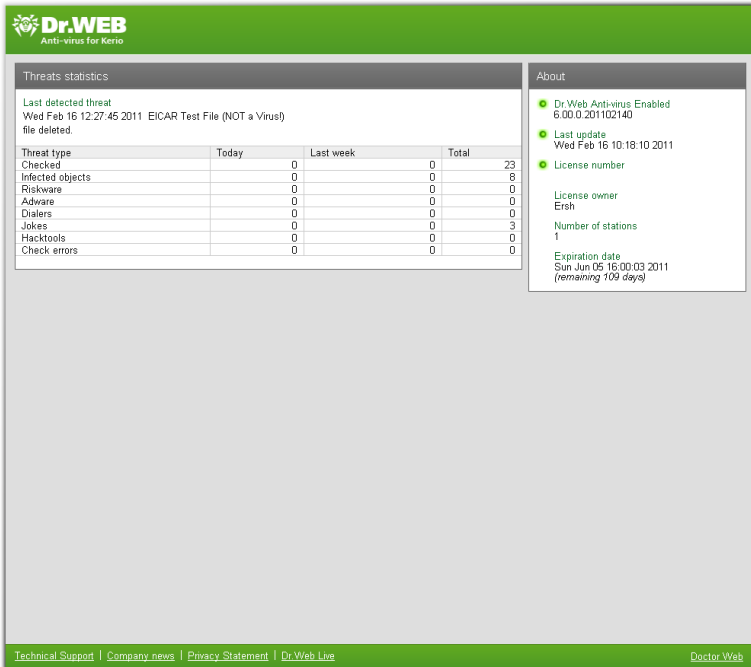 Dr.WEB
Anti-virus for Kerio
Threats statistics
Last detected threat
Wed Feb 16 12:27:45 2011 EICAR Test File (NOT a Virus!)
file deleted.
Threat type Today Last week Total
Checked 0 0 23
Infected objects 0 0 8
Riskware 0 0 0
Adware 0 0 0
Dialers 0 0 0
Jokes 0 0 3
Hacktools 0 0 0
Check errors 0 0 0
About
Dr.Web Anti-virus Enabled
6.00.0.201102140
Last update
Wed Feb 16 10:18:10 2011
License number
License owner
Ersh
Number of stations
1
Expiration date
Sun Jun 05 16:00:03 2011
(remaining 109 days)
Technical Support | Company news | Privacy Statement | Dr.Web Live
Doctor Web